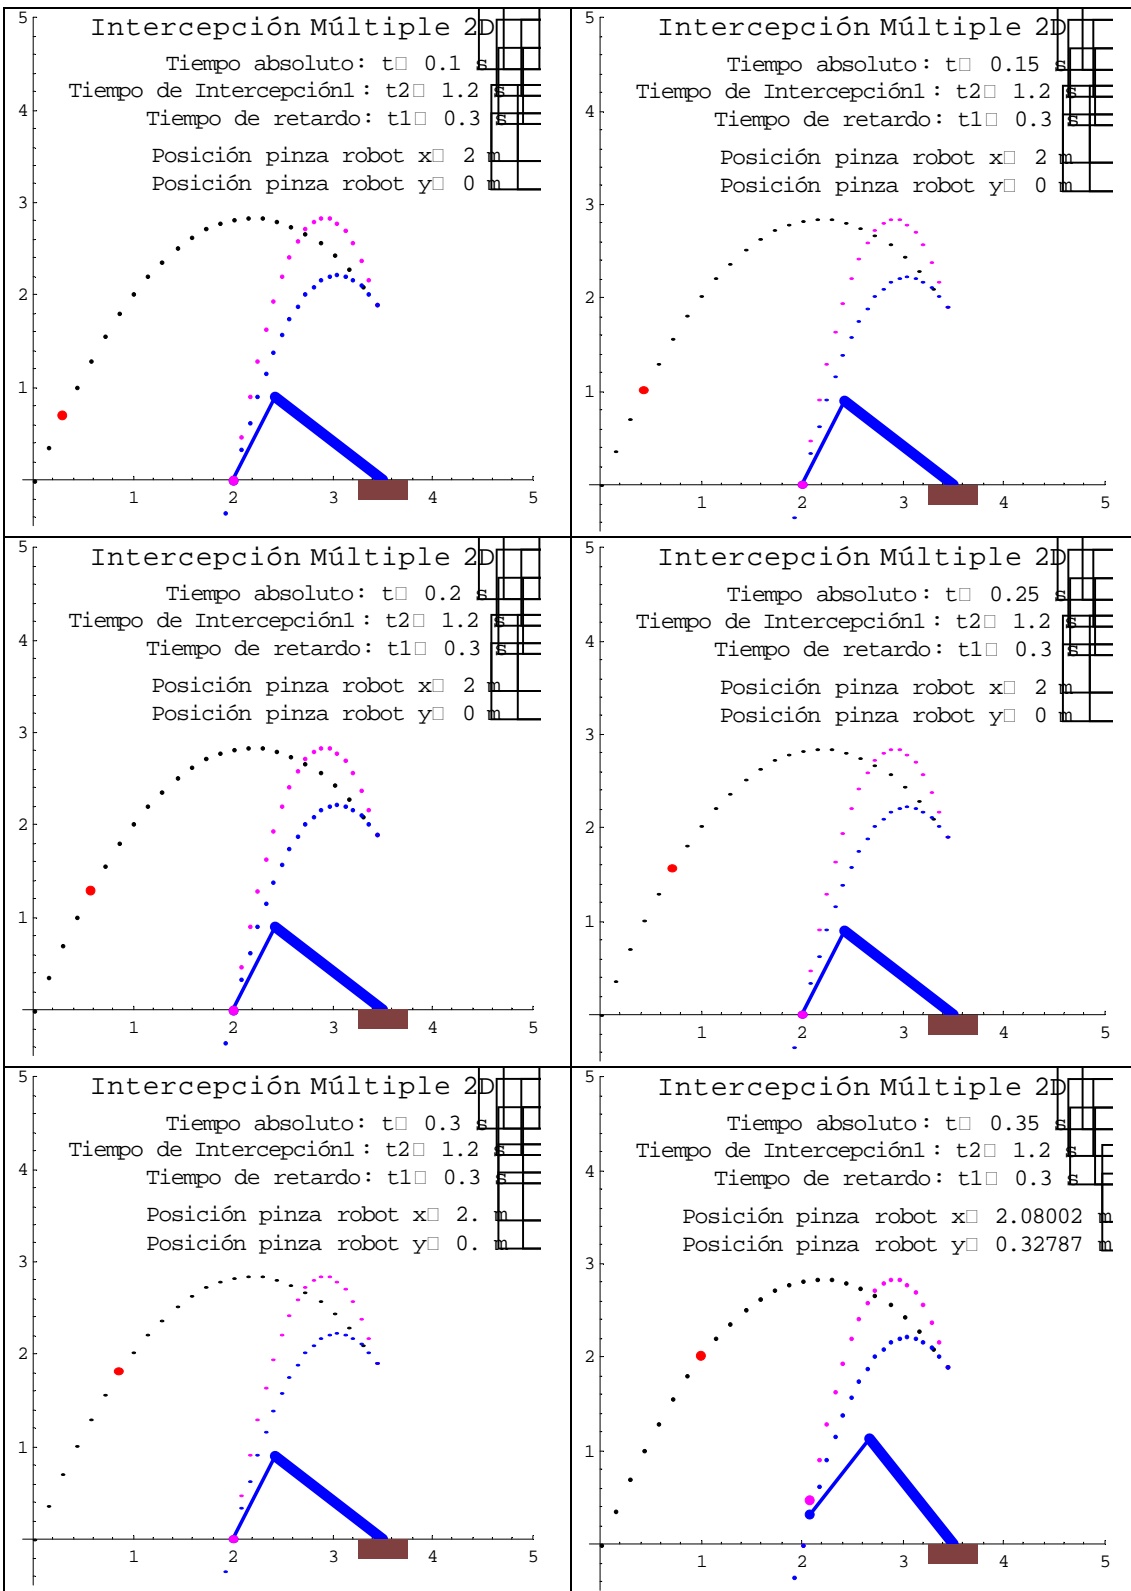 Intercepción Múltiple 2D
Tiempo absoluto: t□ 0.1 s
Tiempo de Intercepción1: t2□ 1.2 s
Tiempo de retardo: t1□ 0.3 s
Posición pinza robot x□ 2 m
Posición pinza robot y□ 0 m
5
4
3
2
1
1 2 3 4 5
Intercepción Múltiple 2D
Tiempo absoluto: t□ 0.15 s
Tiempo de Intercepción1: t2□ 1.2 s
Tiempo de retardo: t1□ 0.3 s
Posición pinza robot x□ 2 m
Posición pinza robot y□ 0 m
5
4
3
2
1
1 2 3 4 5
Intercepción Múltiple 2D
Tiempo absoluto: t□ 0.2 s
Tiempo de Intercepción1: t2□ 1.2 s
Tiempo de retardo: t1□ 0.3 s
Posición pinza robot x□ 2 m
Posición pinza robot y□ 0 m
5
4
3
2
1
1 2 3 4 5
Intercepción Múltiple 2D
Tiempo absoluto: t□ 0.25 s
Tiempo de Intercepción1: t2□ 1.2 s
Tiempo de retardo: t1□ 0.3 s
Posición pinza robot x□ 2 m
Posición pinza robot y□ 0 m
5
4
3
2
1
1 2 3 4 5
Intercepción Múltiple 2D
Tiempo absoluto: t□ 0.3 s
Tiempo de Intercepción1: t2□ 1.2 s
Tiempo de retardo: t1□ 0.3 s
Posición pinza robot x□ 2. m
Posición pinza robot y□ 0. m
5
4
3
2
1
1 2 3 4 5
Intercepción Múltiple 2D
Tiempo absoluto: t□ 0.35 s
Tiempo de Intercepción1: t2□ 1.2 s
Tiempo de retardo: t1□ 0.3 s
Posición pinza robot x□ 2.08002 m
Posición pinza robot y□ 0.32787 m
5
4
3
2
1
1 2 3 4 5